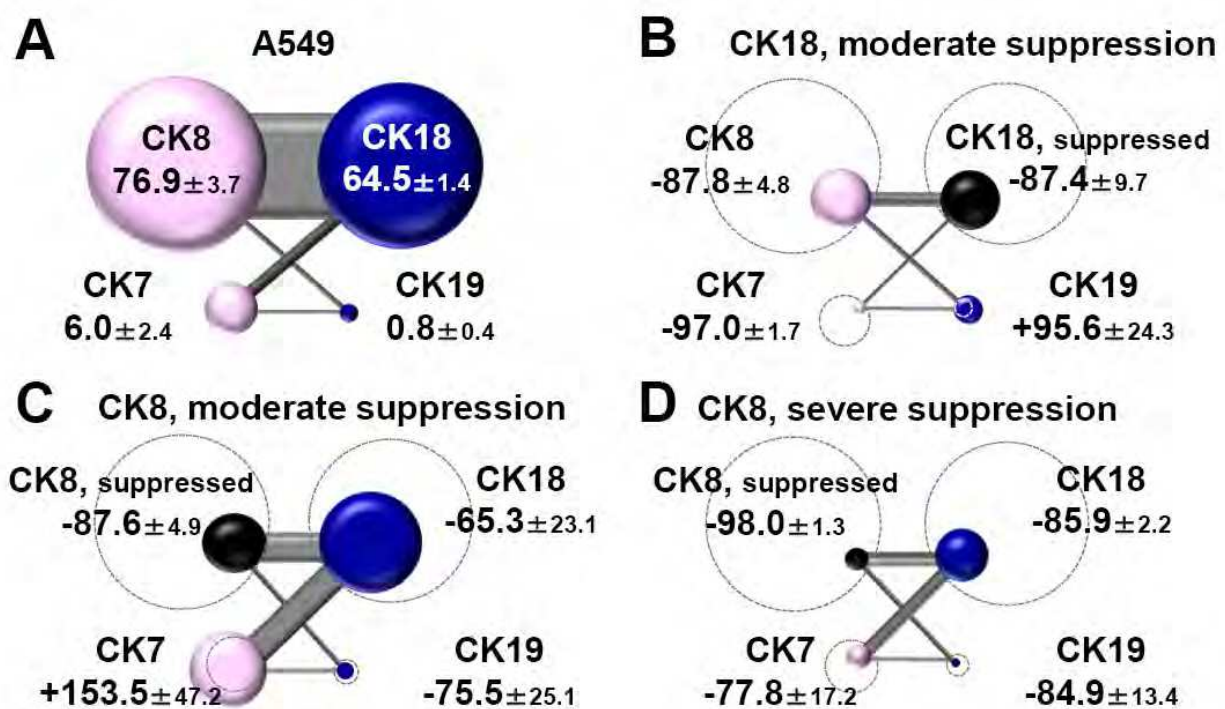 A
A549
CK8
76.9±3.7
CK18
64.5±1.4
CK7
6.0±2.4
CK19
0.8±0.4
B
CK18, moderate suppression
CK8
-87.8±4.8
CK18, suppressed
-87.4±9.7
CK7
-97.0±1.7
CK19
+95.6±24.3
C
CK8, moderate suppression
CK8, suppressed
-87.6±4.9
CK18
-65.3±23.1
CK7
+153.5±47.2
CK19
-75.5±25.1
D
CK8, severe suppression
CK8, suppressed
-98.0±1.3
CK18
-85.9±2.2
CK7
-77.8±17.2
CK19
-84.9±13.4